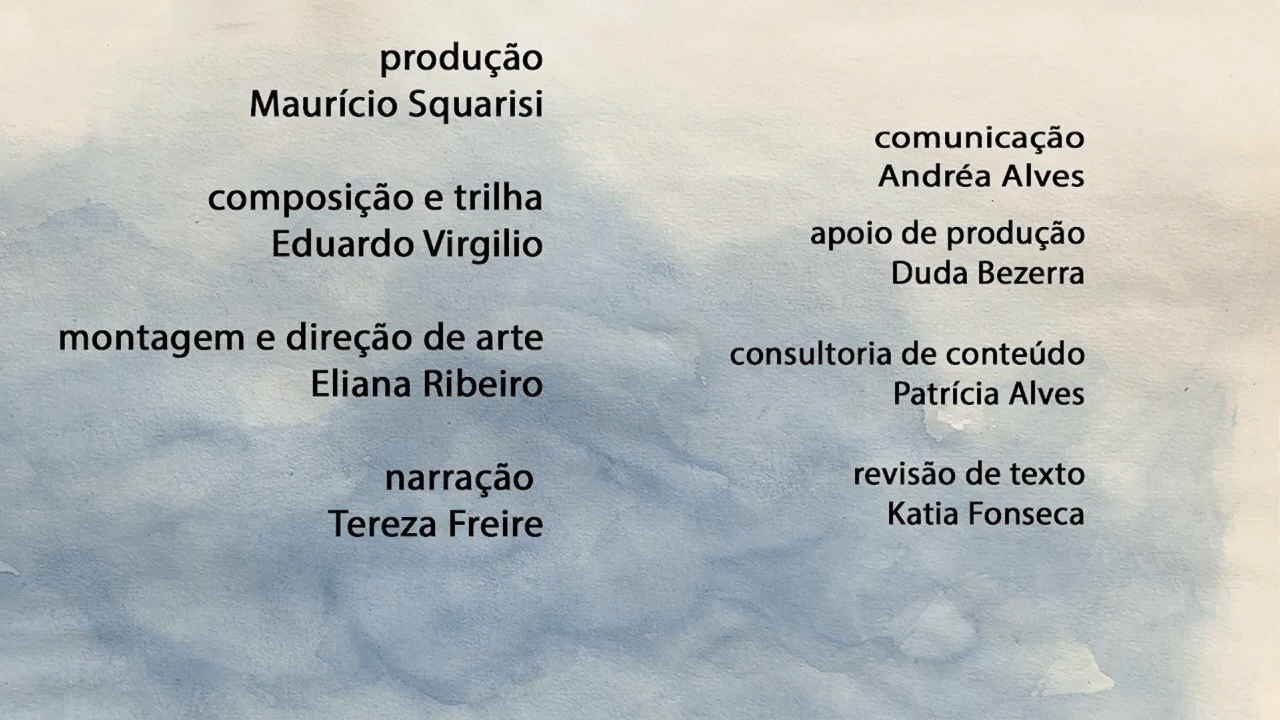 produção
Maurício Squarisi
composição e trilha
Eduardo Virgilio
montagem e direção de arte
Eliana Ribeiro
narração
Tereza Freire
comunicação
Andréa Alves
apoio de produção
Duda Bezerra
consultoria de conteúdo
Patrícia Alves
revisão de texto
Katia Fonseca